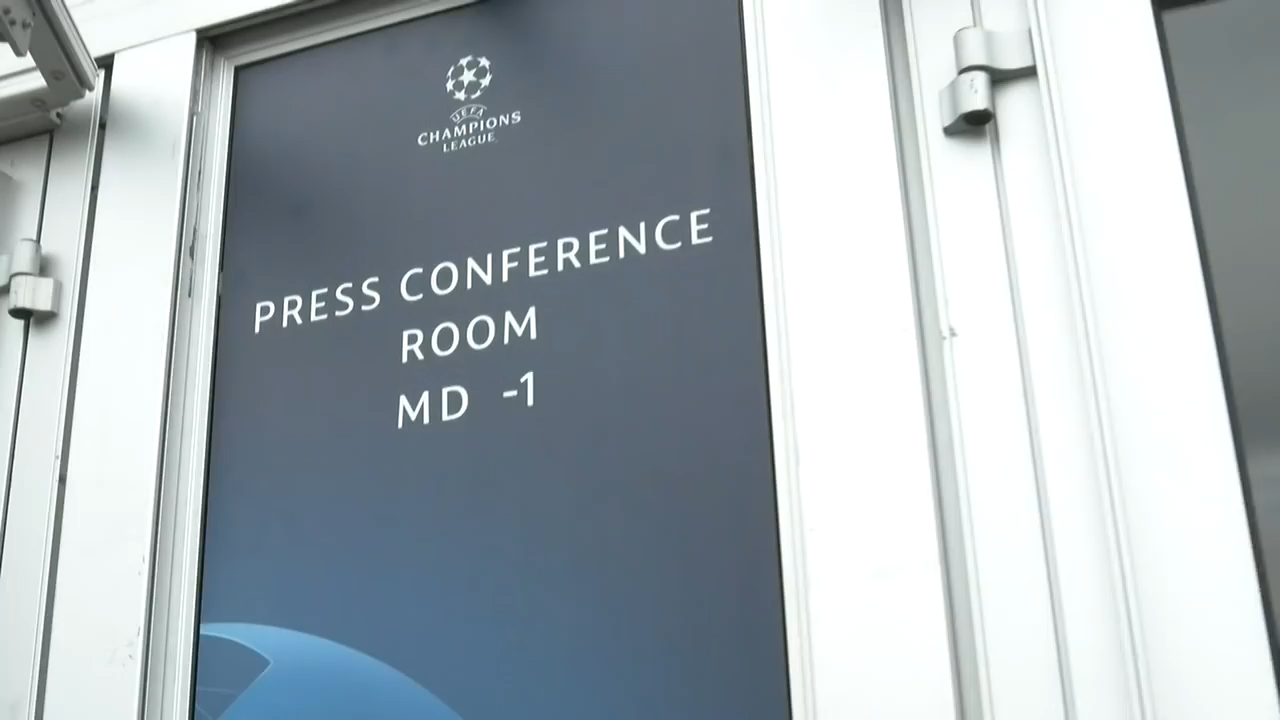 UEFA
CHAMPIONS
LEAGUE
PRESS CONFERENCE
ROOM
MD -1